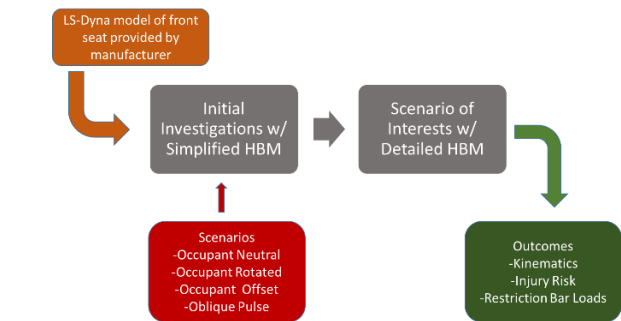 LS-Dyna model of front
seat provided by
manufacturer
Initial
Investigations w/
Simplified HBM
Scenario of
Interests w/
Detailed HBM
Scenarios
-Occupant Neutral
-Occupant Rotated
-Occupant Offset
-Oblique Pulse
Outcomes
-Kinematics
-Injury Risk
-Restriction Bar Loads